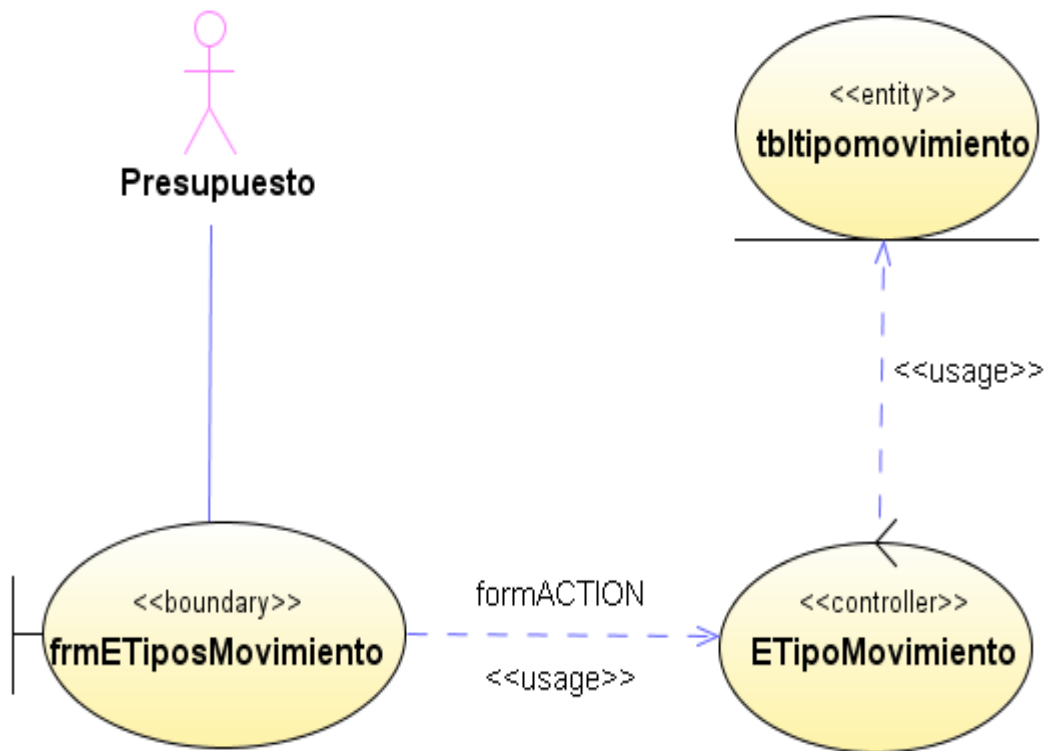 <<entity>>
tbltipomovimiento
Presupuesto
<<usage>>
formACTION
<<boundary>>
frmETiposMovimiento
<<usage>>
<<controller>>
ETipoMovimiento